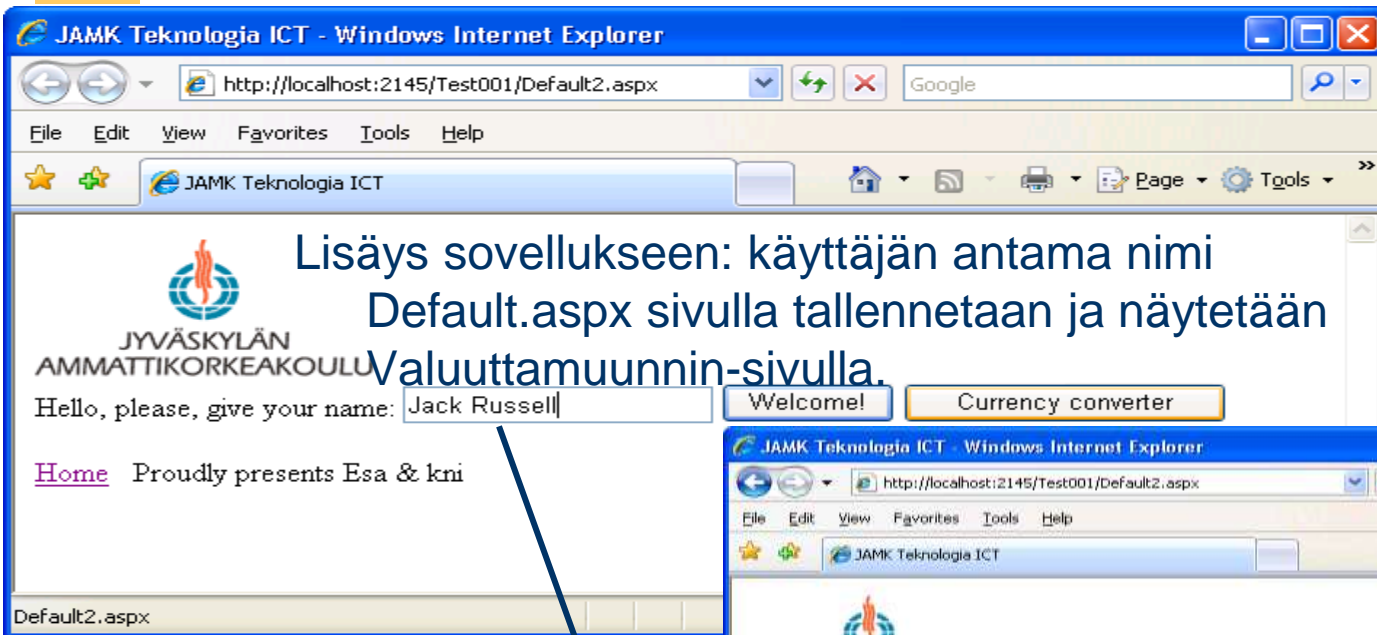 JAMK Teknologia ICT - Windows Internet Explorer
http://localhost:2145/Test001/Default2.aspx
Google
File Edit View Favorites Tools Help
JAMK Teknologia ICT
Page Tools »
Lisäys sovellukseen: käyttäjän antama nimi
Default.aspx sivulla tallennetaan ja näytetään
Valuuttamuunnin-sivulla.
JYVÄSKYLÄN
AMMATTIKORKEAKOULU
Hello, please, give your name: Jack Russell Welcome! Currency converter
Home Proudly presents Esa & kni
Default2.aspx
JAMK Teknologia ICT - Windows Internet Explorer
http://localhost:2145/Test001/Default2.aspx
File Edit View Favorites Tools Help
JAMK Teknologia ICT